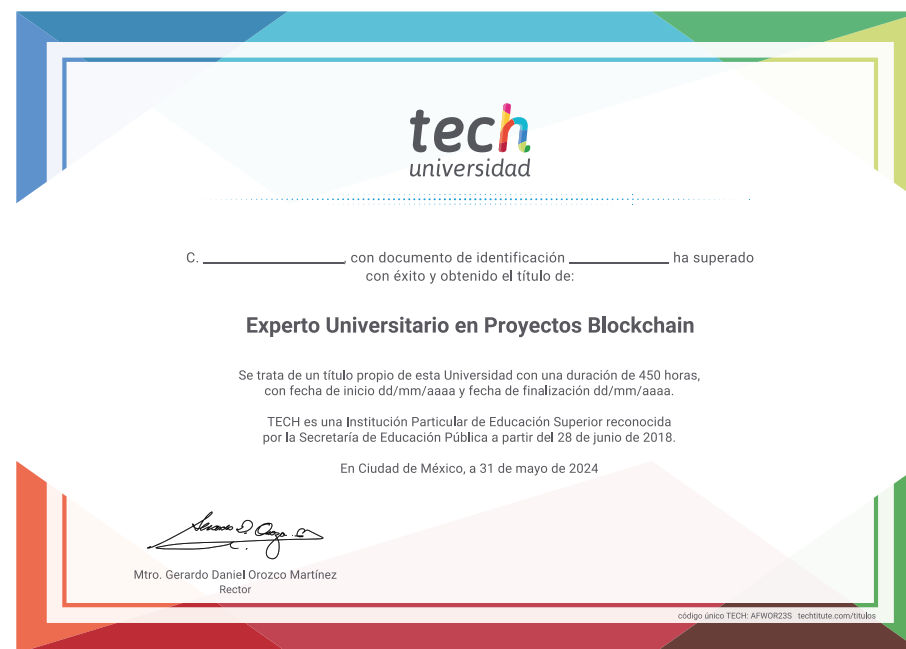 tech
universidad
C. ____________, con documento de identificación ____________ ha superado
con éxito y obtenido el título de:
Experto Universitario en Proyectos Blockchain
Se trata de un título propio de esta Universidad con una duración de 450 horas,
con fecha de inicio dd/mm/aaaa y fecha de finalización dd/mm/aaaa.
TECH es una Institución Particular de Educación Superior reconocida
por la Secretaría de Educación Pública a partir del 28 de junio de 2018.
En Ciudad de México, a 31 de mayo de 2024
Mtro. Gerardo Daniel Orozco Martínez
Rector
código único TECH: AFWOR23S techtitute.com/titulos